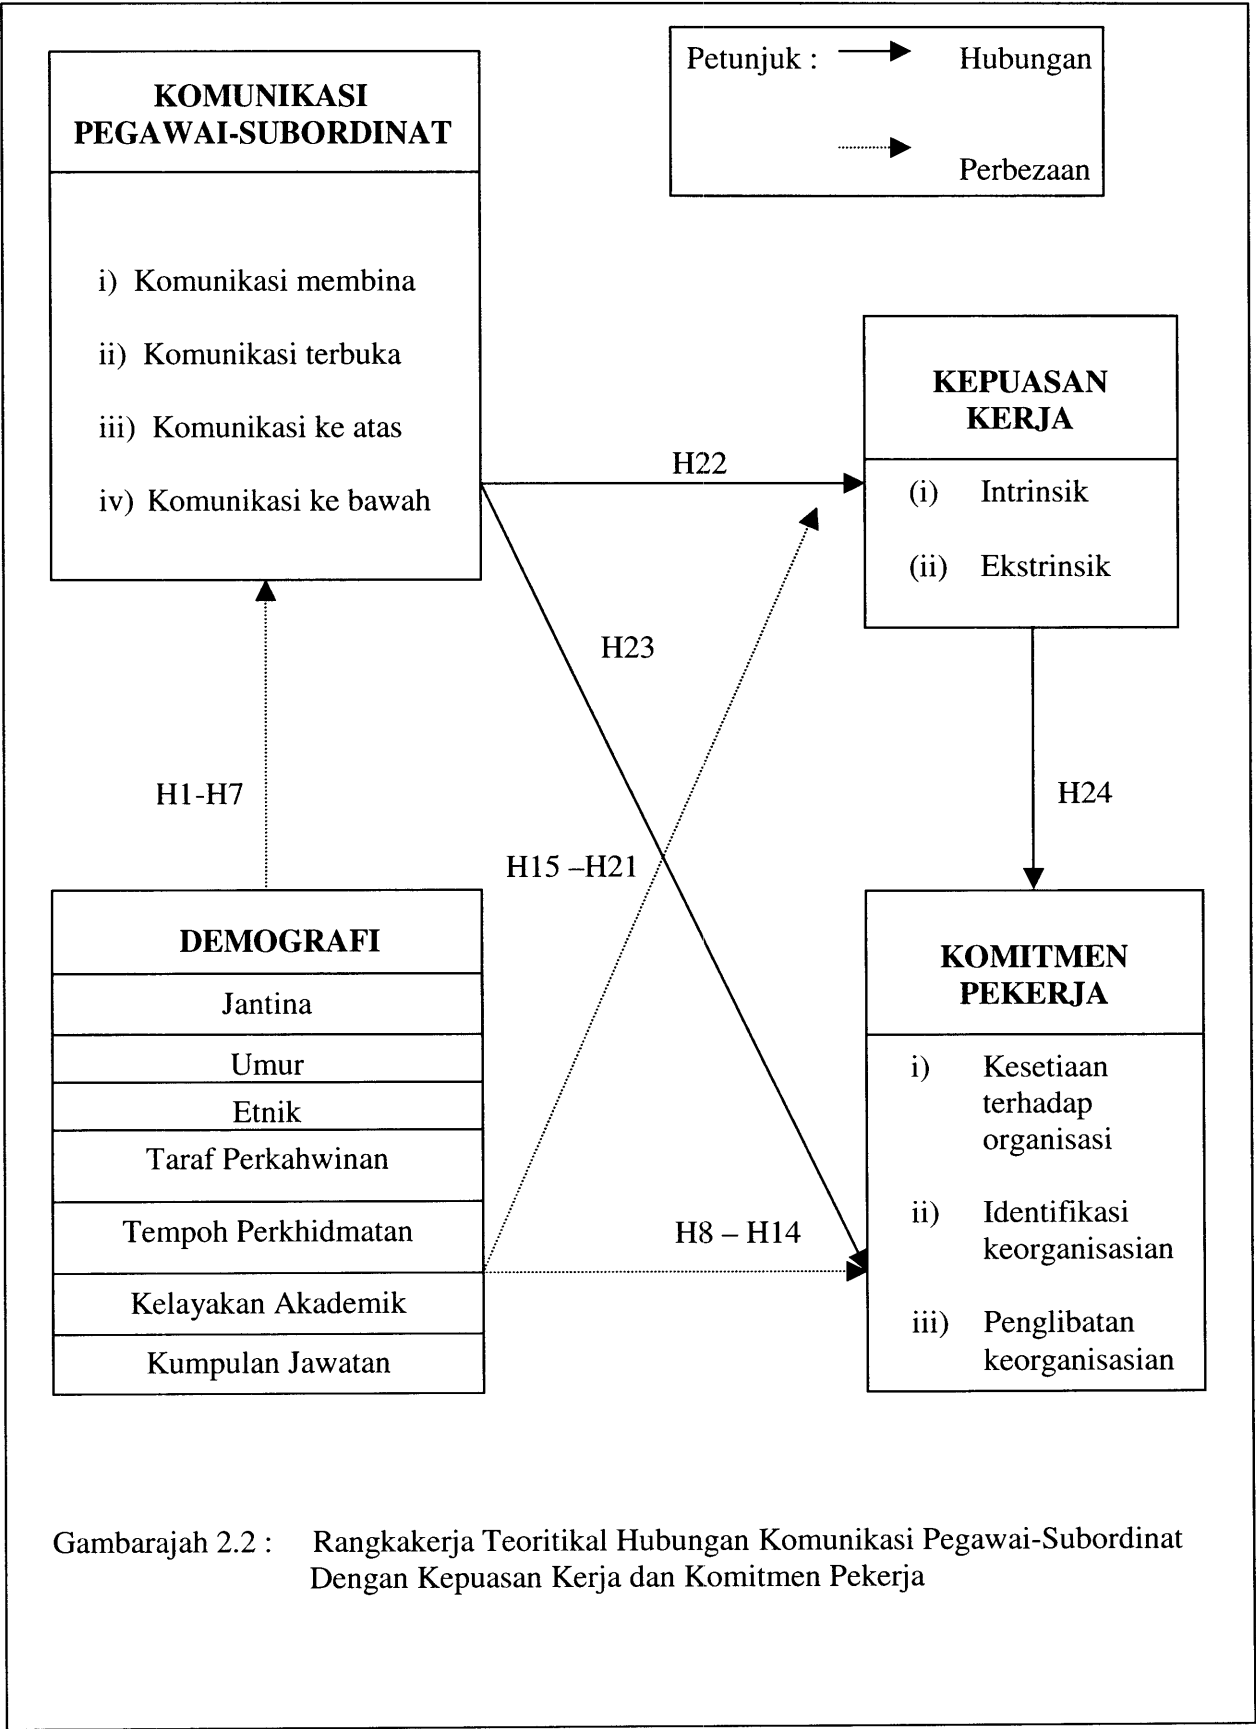 Petunjuk : Hubungan
Perbezaan
KOMUNIKASI
PEGAWAI-SUBORDINAT
i) Komunikasi membina
ii) Komunikasi terbuka
iii) Komunikasi ke atas
iv) Komunikasi ke bawah
KEPUASAN
KERJA
(i) Intrinsik
(ii) Ekstrinsik
H22
H23
H1-H7
H15 –H21
H24
H8 – H14
DEMOGRAFI
Jantina
Umur
Etnik
Taraf Perkahwinan
Tempoh Perkhidmatan
Kelayakan Akademik
Kumpulan Jawatan
KOMITMEN
PEKERJA
i) Kesetiaan
terhadap
organisasi
ii) Identifikasi
keorganisasian
iii) Penglibatan
keorganisasian
Gambarajah 2.2 : Rangkakerja Teoritikal Hubungan Komunikasi Pegawai-Subordinat
Dengan Kepuasan Kerja dan Komitmen Pekerja